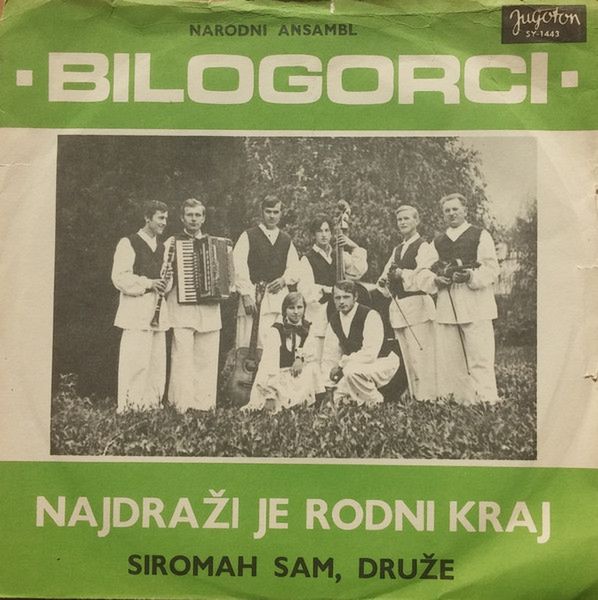 NARODNI ANSAMBL
Jugoton
SY-1443
• BILOGORCI •
NAJDRAŽI JE RODNI KRAJ
SIROMAH SAM, DRUŽE